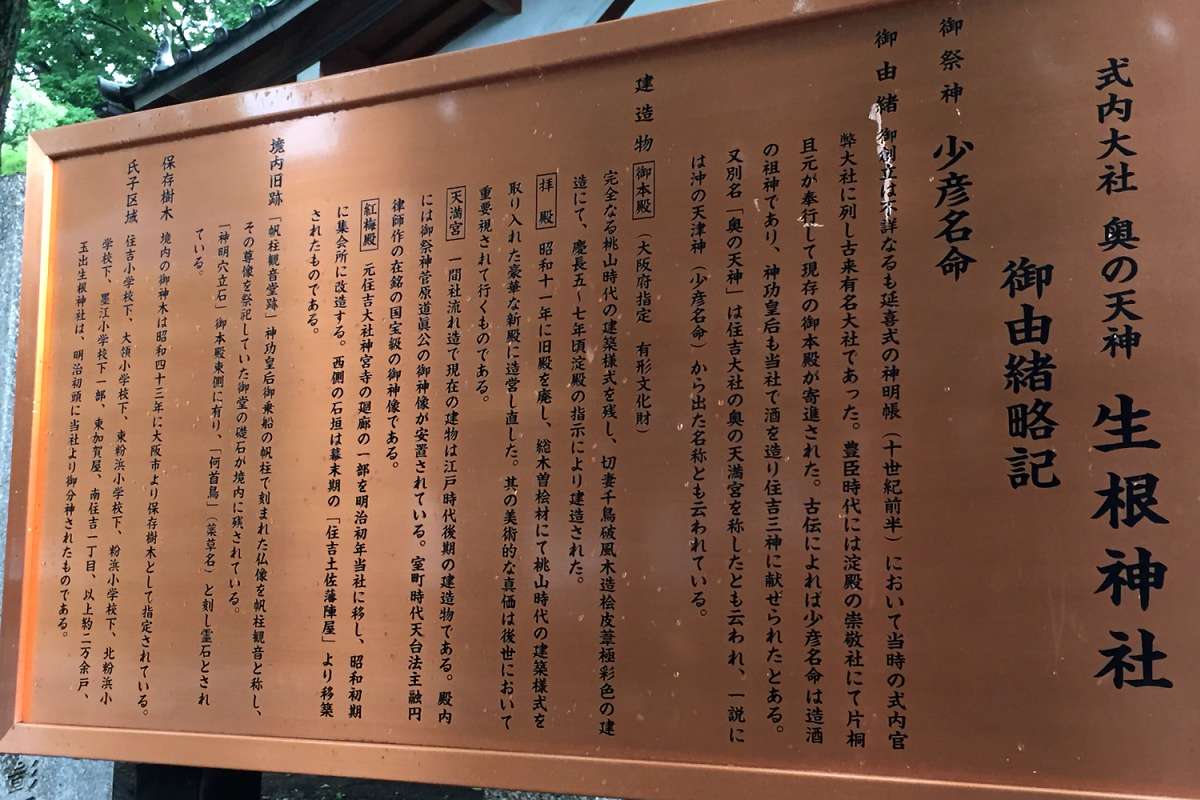 式内大社 奥の天神 生根神社
御由緒略記
御祭神 少彦名命
御由緒 御創立は不詳なるも延喜式の神明帳（十世紀前半）において当時の式内官
弊大社に列し古来有名大社であった。豊臣時代には淀殿の崇敬社にて片桐
且元が奉行して現存の御本殿が寄進された。古伝によれば少彦名命は造酒
の祖神であり、神功皇后も当社で酒を造り住吉三神に献ぜられたとある。
又別名「奥の天神」は住吉大社の奥の天満宮を称したとも云われ、一説に
は沖の天津神（少彦名命）から出た名称とも云われている。
建造物 御本殿（大阪府指定 有形文化財）
完全なる桃山時代の建築様式を残し、切妻千鳥破風木造桧皮葺極彩色の建
造にて、慶長五～七年頃淀殿の指示により建造された。
拝殿 昭和十一年に旧殿を廃し、総木曽桧材にて桃山時代の建築様式を
取り入れた豪華な新殿に造営し直した。其の美術的な真価は後世において
重要視されて行くものである。
天満宮 一間社流れ造で現在の建物は江戸時代後期の建造物である。殿内
には御祭神菅原道眞公の御神像が安置されている。室町時代天台法主融円
律師作の在銘の国宝級の御神像である。
紅梅殿 元住吉大社神宮寺の廻廊の一部を明治初年当社に移し、昭和初期
に集会所に改造する。西側の石垣は幕末期の「住吉土佐藩陣屋」より移築
されたものである。
境内旧跡 「帆柱観音堂跡」神功皇后御乗船の帆柱で刻まれた仏像を帆柱観音と称し、
その尊像を祭祀していた御堂の礎石が境内に残されている。
「神明穴立石」御本殿東側に有り、「何首烏」（薬草名）と刻し霊石とされ
ている。
保存樹木 境内の御神木は昭和四十三年に大阪市より保存樹木として指定されている。
氏子区域 住吉小学校下、大領小学校下、東粉浜小学校下、粉浜小学校下、北粉浜小
学校下、墨江小学校下一部、東加賀屋、南住吉一丁目、以上約二万余戸、
玉出生根神社は、明治初頭に当社より御分神されたものである。